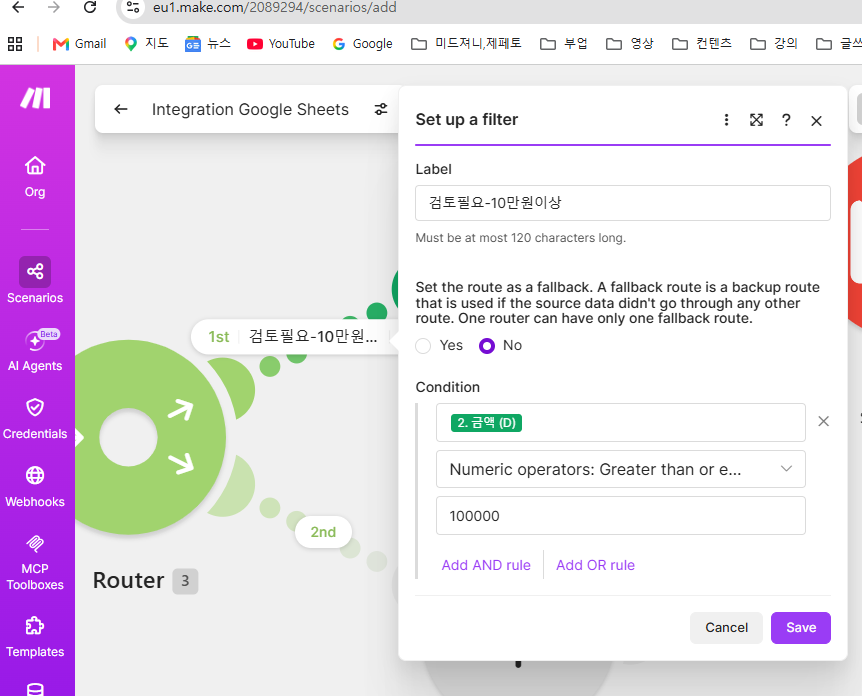 eu1.make.com/2089294/scenarios/add
Gmail
지도
뉴스
YouTube
Google
미드져니,제페토
부업
영상
컨텐츠
강의
Integration Google Sheets
Org
Scenarios
Beta
AI Agents
Credentials
Webhooks
MCP
Toolboxes
Templates
1st 검토필요-10만원...
2nd
Router 3
Set up a filter
?
Label
검토필요-10만원이상
Must be at most 120 characters long.
Set the route as a fallback. A fallback route is a backup route
that is used if the source data didn't go through any other
route. One router can have only one fallback route.
Yes No
Condition
2. 금액 (D)
Numeric operators: Greater than or e...
100000
Add AND rule Add OR rule
Cancel Save